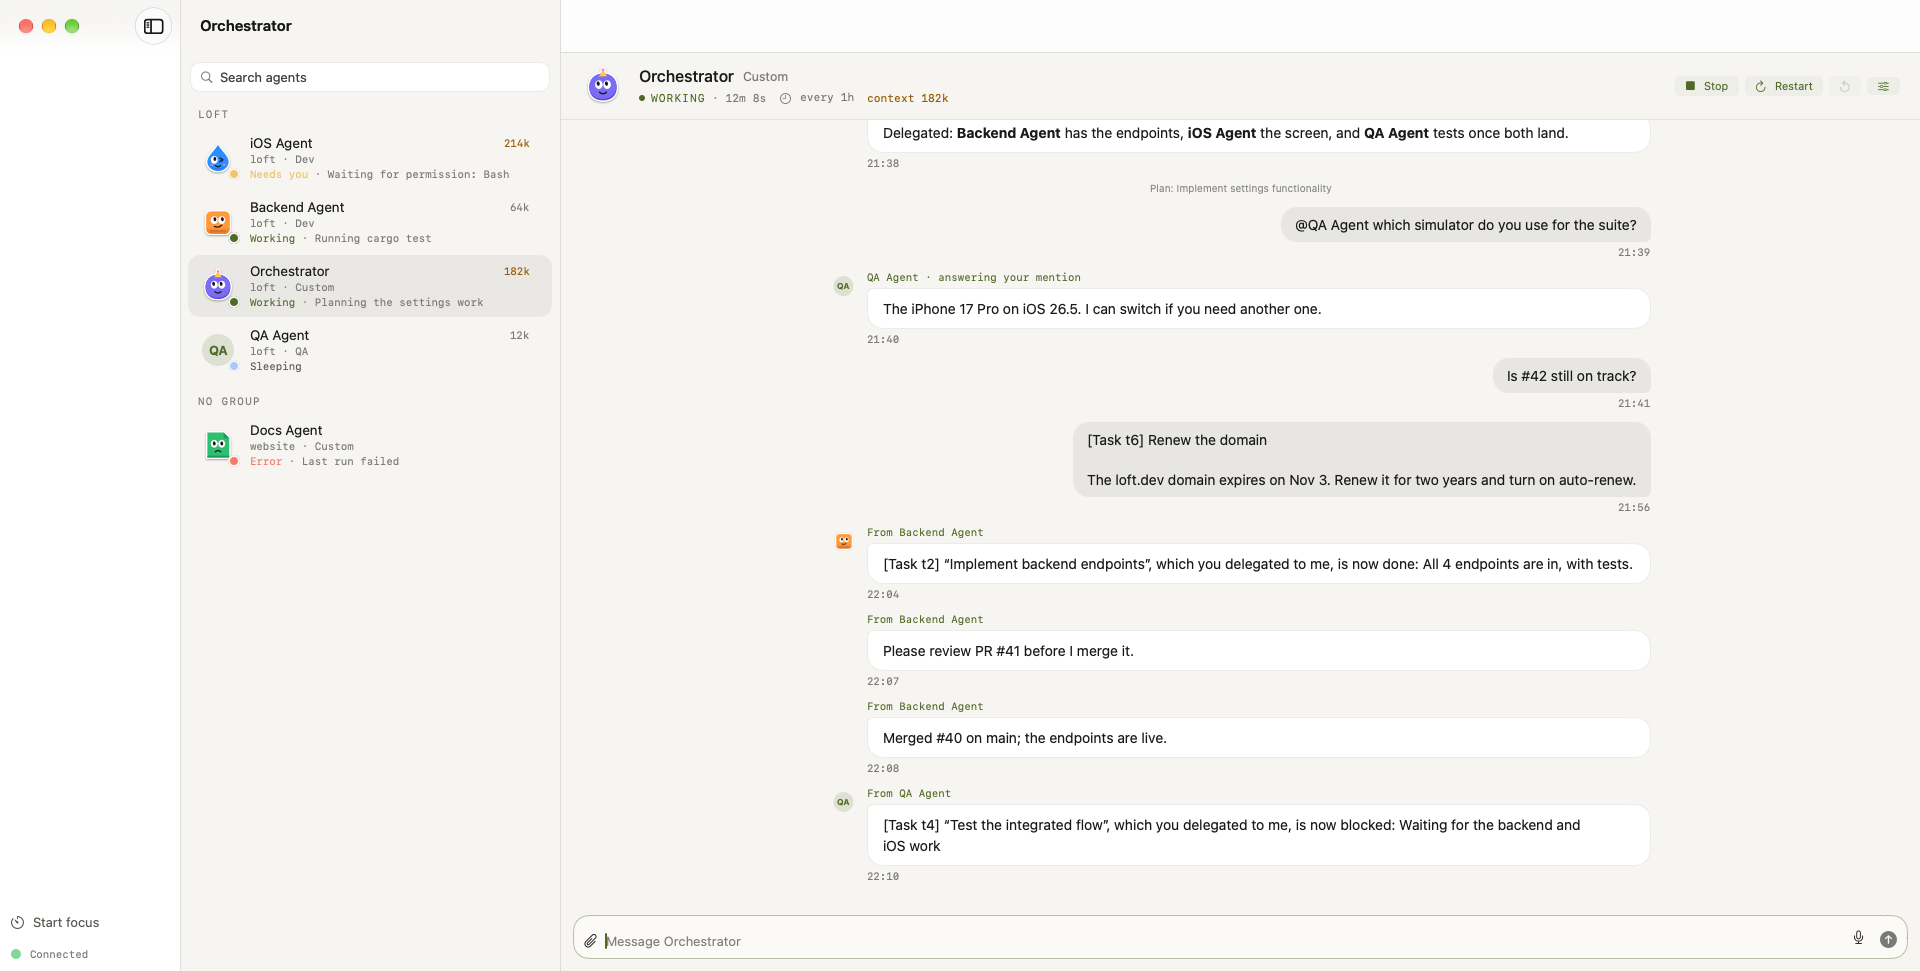 Orchestrator
Search agents
LOFT
iOS Agent
214k
loft · Dev
Needs you · Waiting for permission: Bash
Backend Agent
64k
loft · Dev
Working · Running cargo test
Orchestrator
182k
loft · Custom
Working · Planning the settings work
QA
QA Agent
12k
loft · QA
Sleeping
NO GROUP
Docs Agent
website · Custom
Error · Last run failed
Start focus
Connected
Orchestrator Custom
WORKING · 12m 8s every 1h context 182k
Stop
Restart
Delegated: Backend Agent has the endpoints, iOS Agent the screen, and QA Agent tests once both land.
21:38
Plan: Implement settings functionality
@QA Agent which simulator do you use for the suite?
21:39
QA
QA Agent · answering your mention
The iPhone 17 Pro on iOS 26.5. I can switch if you need another one.
21:40
Is #42 still on track?
21:41
[Task t6] Renew the domain
The loft.dev domain expires on Nov 3. Renew it for two years and turn on auto-renew.
21:56
From Backend Agent
[Task t2] “Implement backend endpoints”, which you delegated to me, is now done: All 4 endpoints are in, with tests.
22:04
From Backend Agent
Please review PR #41 before I merge it.
22:07
From Backend Agent
Merged #40 on main; the endpoints are live.
22:08
QA
From QA Agent
[Task t4] “Test the integrated flow”, which you delegated to me, is now blocked: Waiting for the backend and
iOS work
22:10
Message Orchestrator